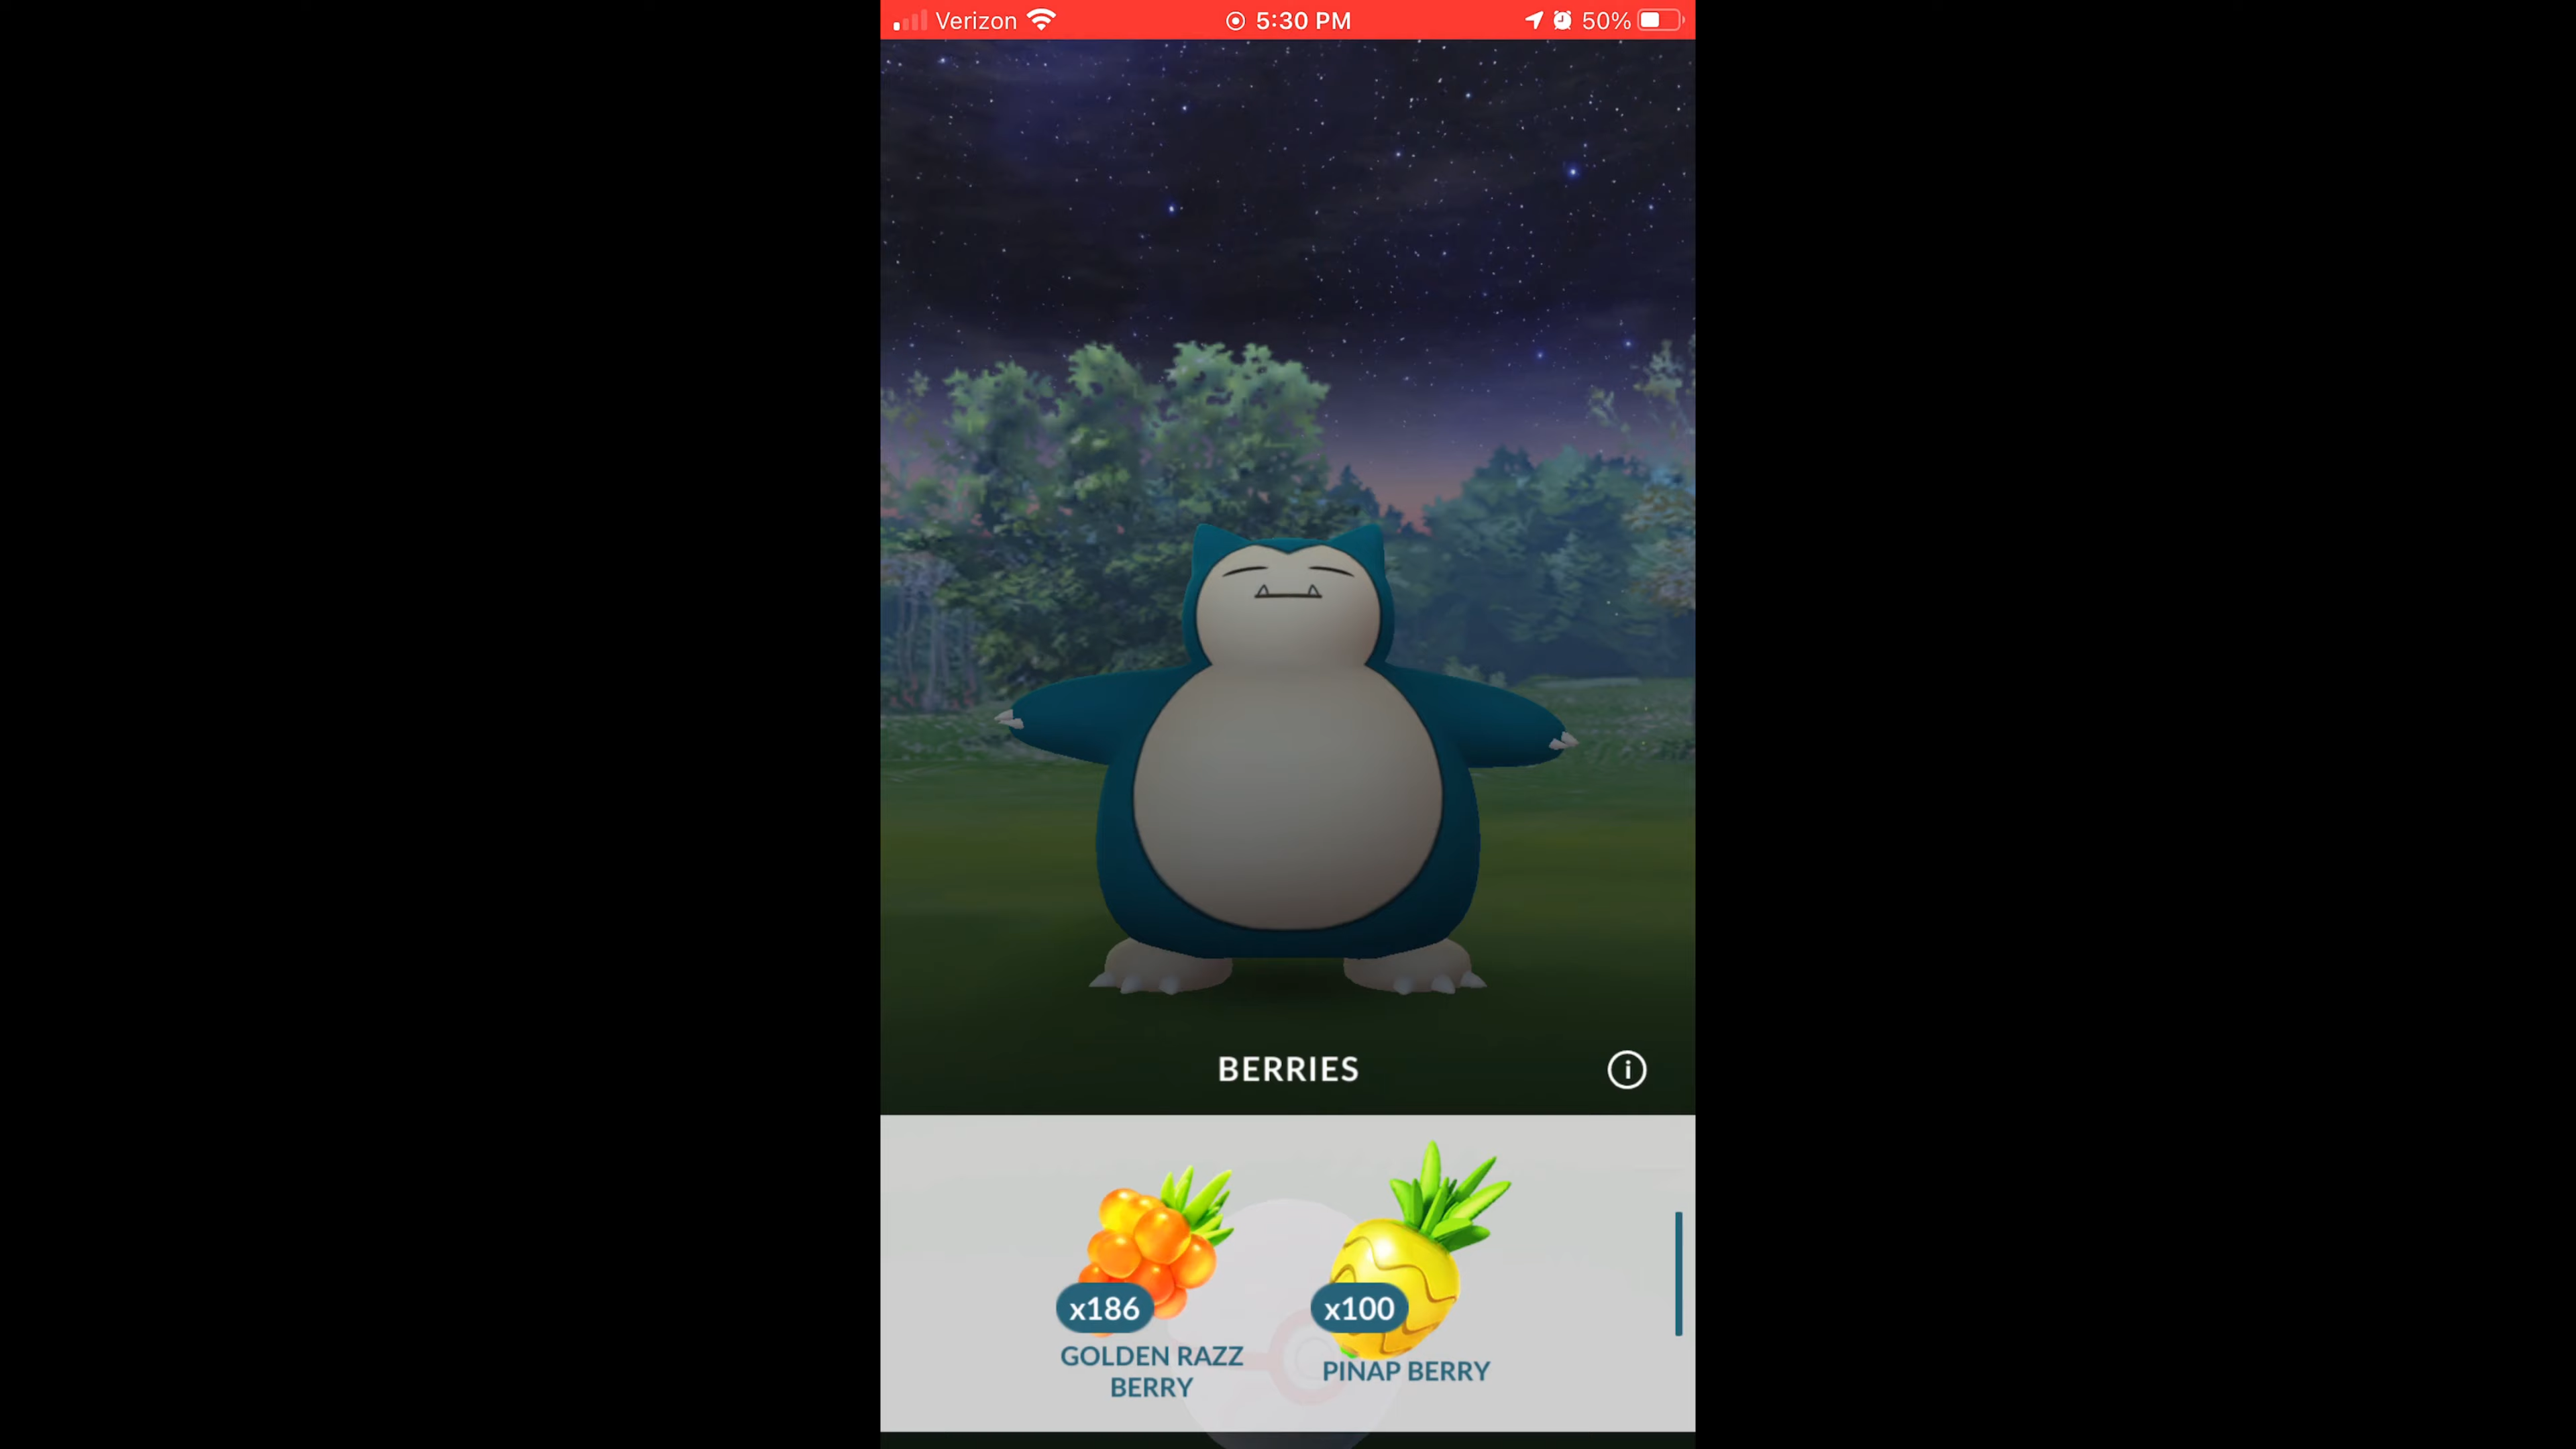 Verizon 5:30 PM 50%
BERRIES
x186 x100
GOLDEN RAZZ
BERRY
PINAP BERRY